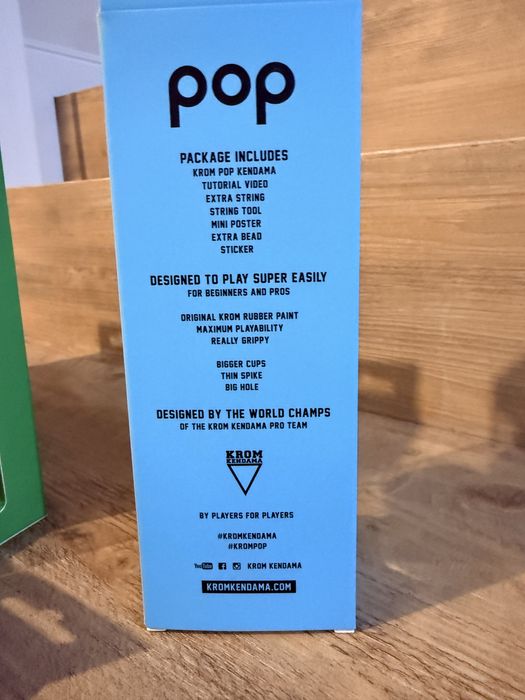 pop
PACKAGE INCLUDES
KROM POP KENDAMA
TUTORIAL VIDEO
EXTRA STRING
STRING TOOL
MINI POSTER
EXTRA BEAD
STICKER
DESIGNED TO PLAY SUPER EASILY
FOR BEGINNERS AND PROS
ORIGINAL KROM RUBBER PAINT
MAXIMUM PLAYABILITY
REALLY GRIPPY
BIGGER CUPS
THIN SPIKE
BIG HOLE
DESIGNED BY THE WORLD CHAMPS
OF THE KROM KENDAMA PRO TEAM
KROM
KENDAMA
BY PLAYERS FOR PLAYERS
#KROMKENDAMA
#KROMPOP
YouTube KROM KENDAMA
KROMKENDAMA.COM